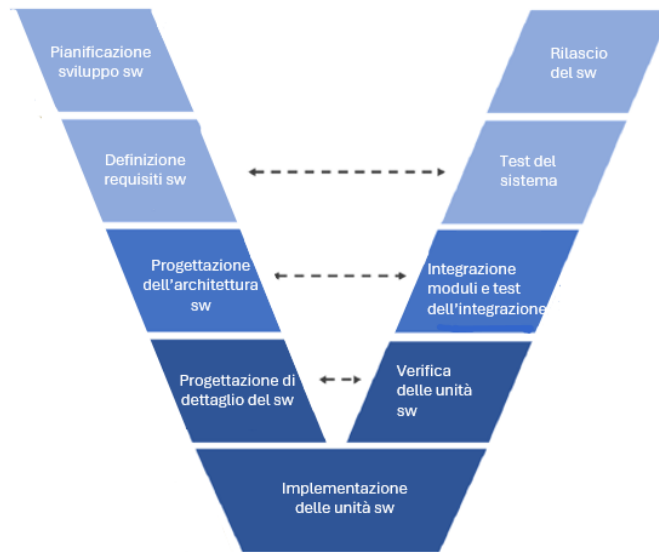 Pianificazione
sviluppo sw
Rilascio
del sw
Definizione
requisiti sw
Test del
sistema
Progettazione
dell'architettura
sw
Integrazione
moduli e test
dell'integrazione
Progettazione di
dettaglio del sw
Verifica
delle unità
sw
Implementazione
delle unità sw